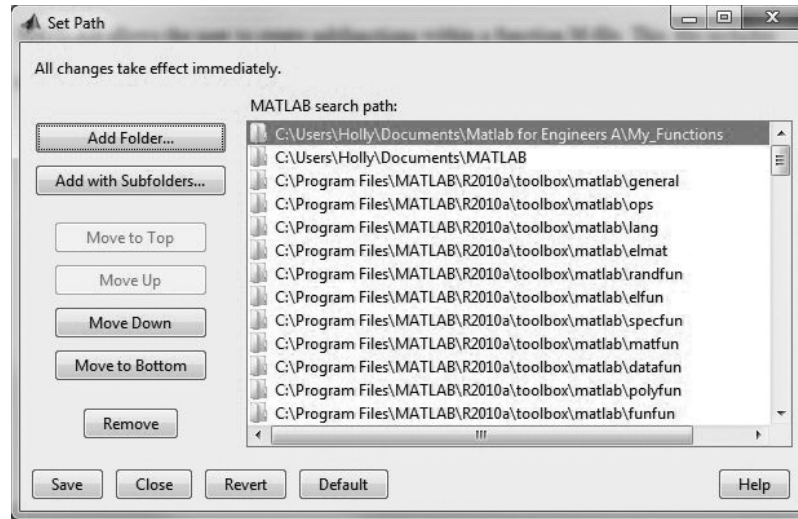 Set Path
All changes take effect immediately.
MATLAB search path:
Add Folder...
Add with Subfolders...
Move to Top
Move Up
Move Down
Move to Bottom
Remove
C:\Users\Holly\Documents\Matlab for Engineers A\My_Functions
C:\Users\Holly\Documents\MATLAB
C:\Program Files\MATLAB\R2010a\toolbox\matlab\general
C:\Program Files\MATLAB\R2010a\toolbox\matlab\ops
C:\Program Files\MATLAB\R2010a\toolbox\matlab\lang
C:\Program Files\MATLAB\R2010a\toolbox\matlab\elmat
C:\Program Files\MATLAB\R2010a\toolbox\matlab\randfun
C:\Program Files\MATLAB\R2010a\toolbox\matlab\elfun
C:\Program Files\MATLAB\R2010a\toolbox\matlab\specfun
C:\Program Files\MATLAB\R2010a\toolbox\matlab\matfun
C:\Program Files\MATLAB\R2010a\toolbox\matlab\datafun
C:\Program Files\MATLAB\R2010a\toolbox\matlab\polyfun
C:\Program Files\MATLAB\R2010a\toolbox\matlab\funfun
Save
Close
Revert
Default
Help